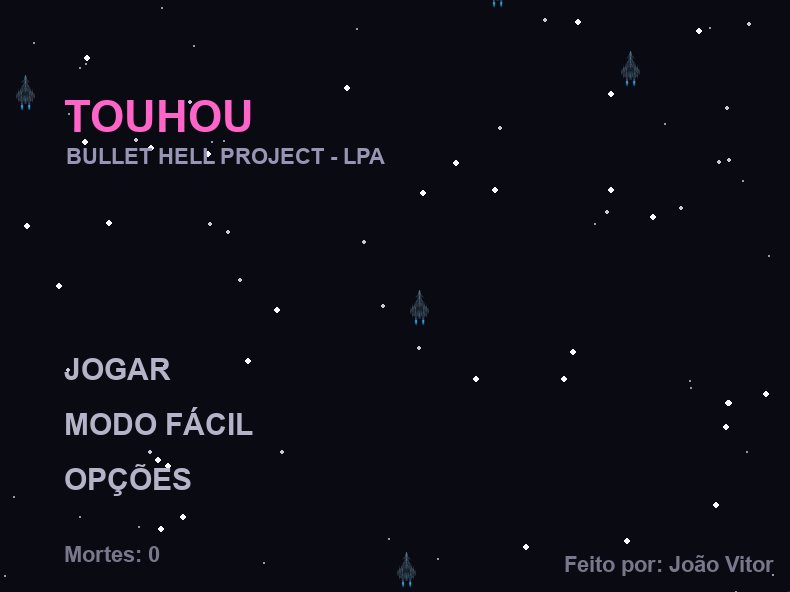 TOUHOU
BULLET HELL PROJECT - LPA
JOGAR
MODO FÁCIL
OPÇÕES
Mortes: 0
Feito por: João Vitor